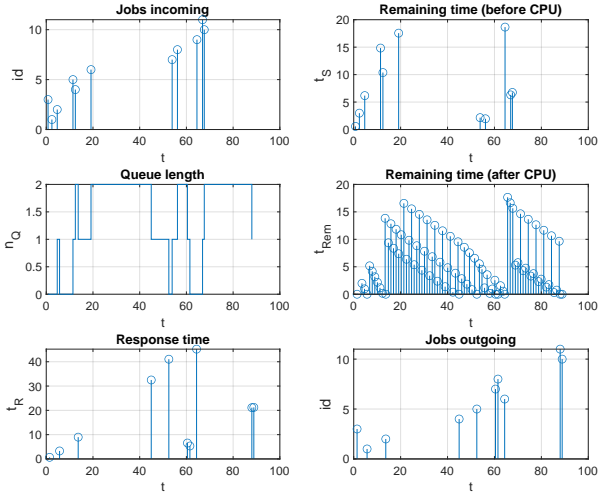 Jobs incoming
10
5
0
id
0 20 40 60 80 100
t
Remaining time (before CPU)
20
15
10
5
0
t_S
0 20 40 60 80 100
t
Queue length
2
1.5
1
0.5
0
n_Q
0 20 40 60 80 100
t
Remaining time (after CPU)
20
15
10
5
0
t_Rem
0 20 40 60 80 100
t
Response time
40
30
20
10
0
t_R
0 20 40 60 80 100
t
Jobs outgoing
10
5
0
id
0 20 40 60 80 100
t